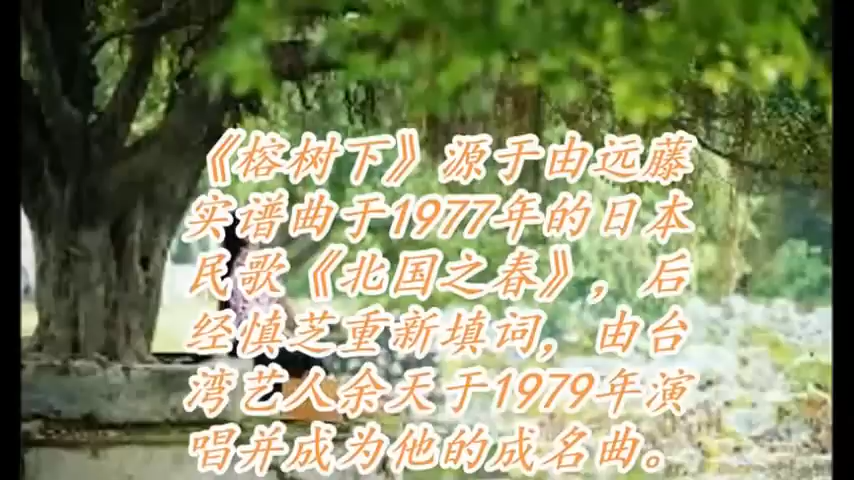 《榕树下》源于由远藤
实谱曲于1977年的日本
民歌《北国之春》，后
经慎芝重新填词，由台
湾艺人余天于1979年演
唱并成为他的成名曲。